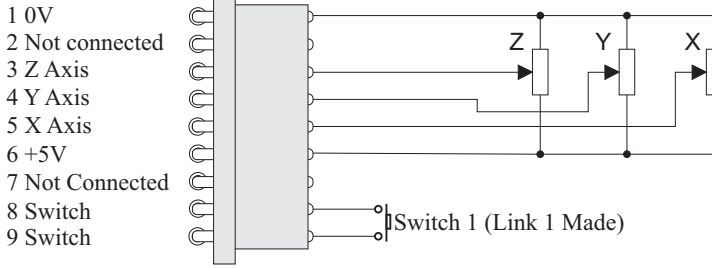 1 0V
2 Not connected
3 Z Axis
4 Y Axis
5 X Axis
6 +5V
7 Not Connected
8 Switch
9 Switch
Z
Y
X
Switch 1 (Link 1 Made)